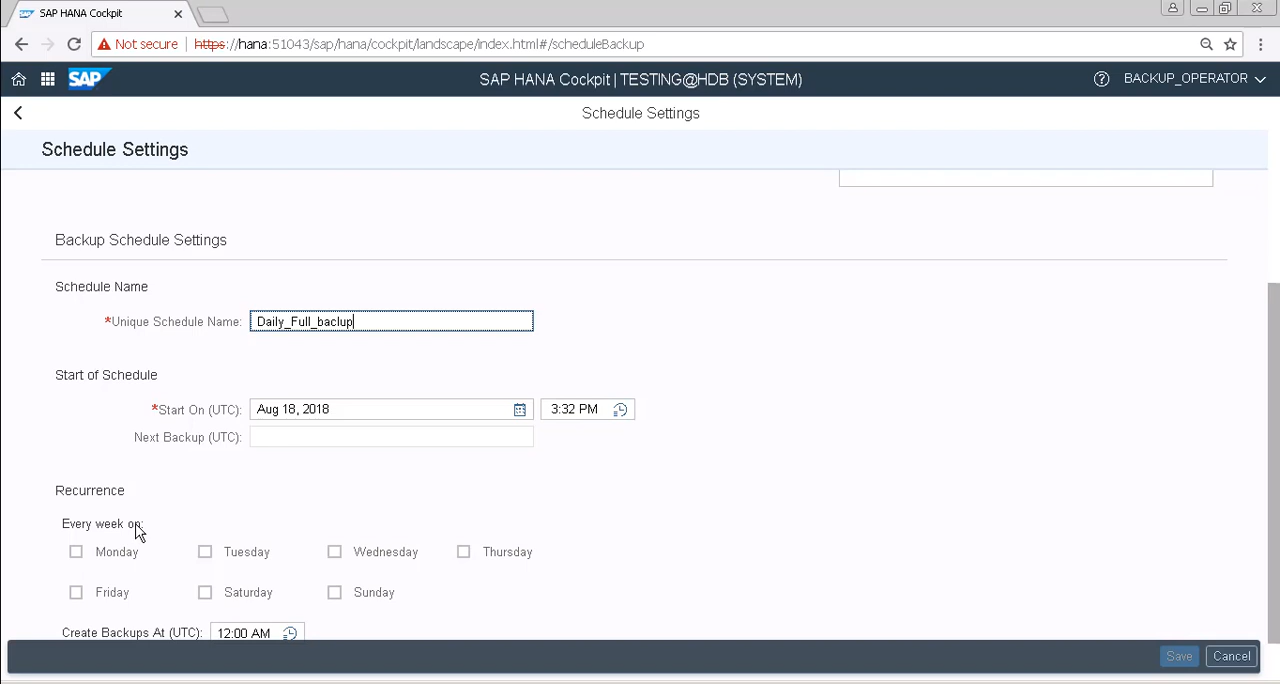 SAP HANA Cockpit
Not secure https://hana:51043/sap/hana/cockpit/landscape/index.html#/scheduleBackup
SAP SAP HANA Cockpit | TESTING@HDB (SYSTEM) BACKUP_OPERATOR
Schedule Settings
Schedule Settings
Backup Schedule Settings
Schedule Name
*Unique Schedule Name: Daily_Full_baclup
Start of Schedule
*Start On (UTC): Aug 18, 2018 3:32 PM
Next Backup (UTC):
Recurrence
Every week on:
Monday Tuesday Wednesday Thursday
Friday Saturday Sunday
Create Backups At (UTC): 12:00 AM
Save Cancel